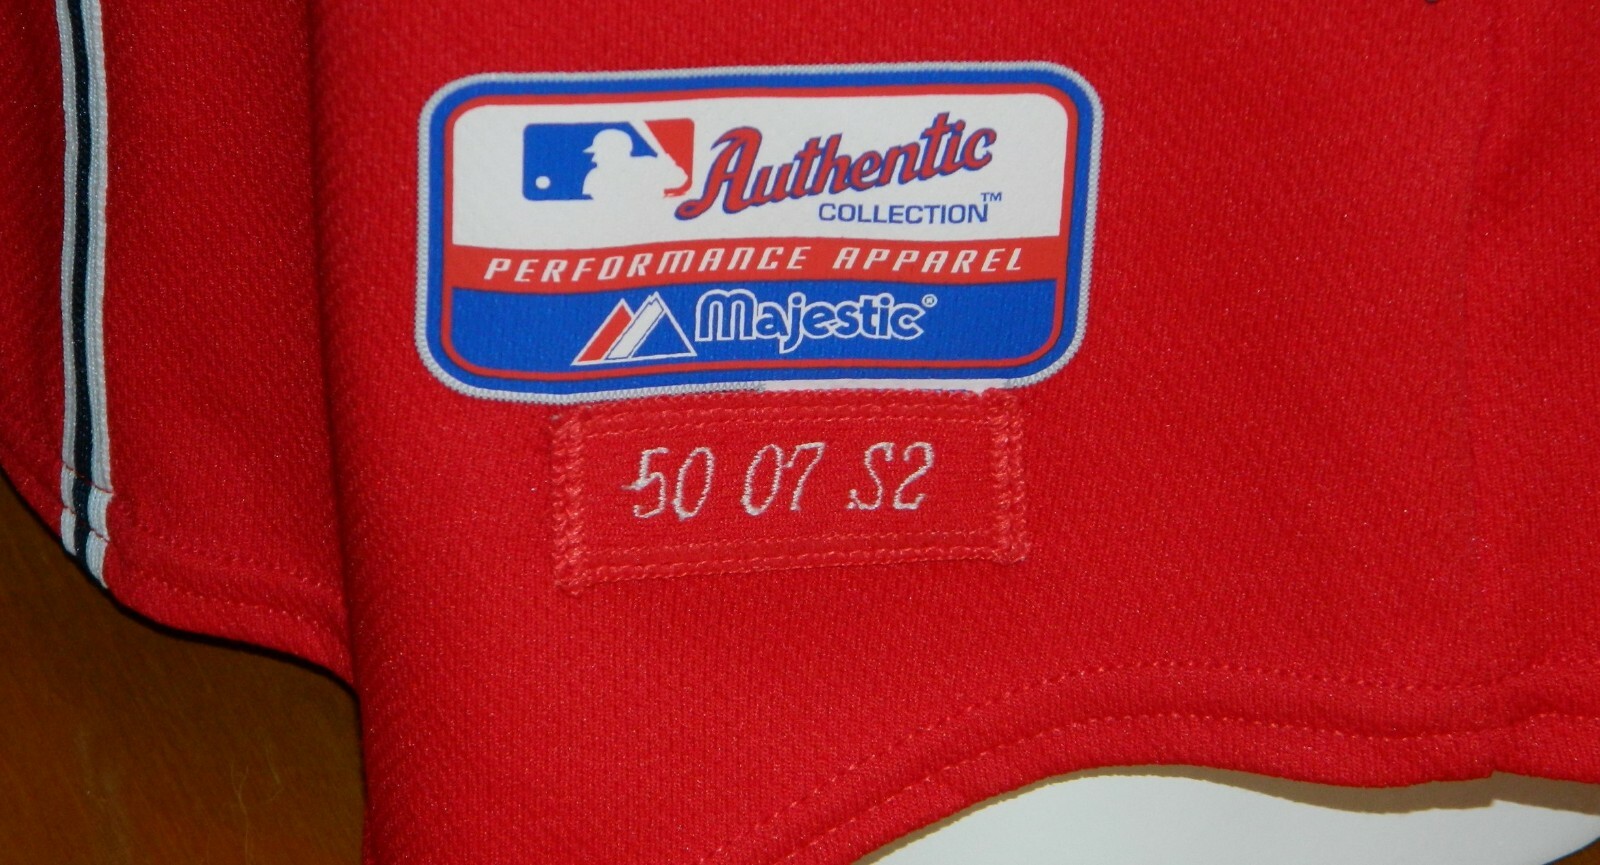 Authentic
COLLECTION™
PERFORMANCE APPAREL
Majestic®
50 07 S2